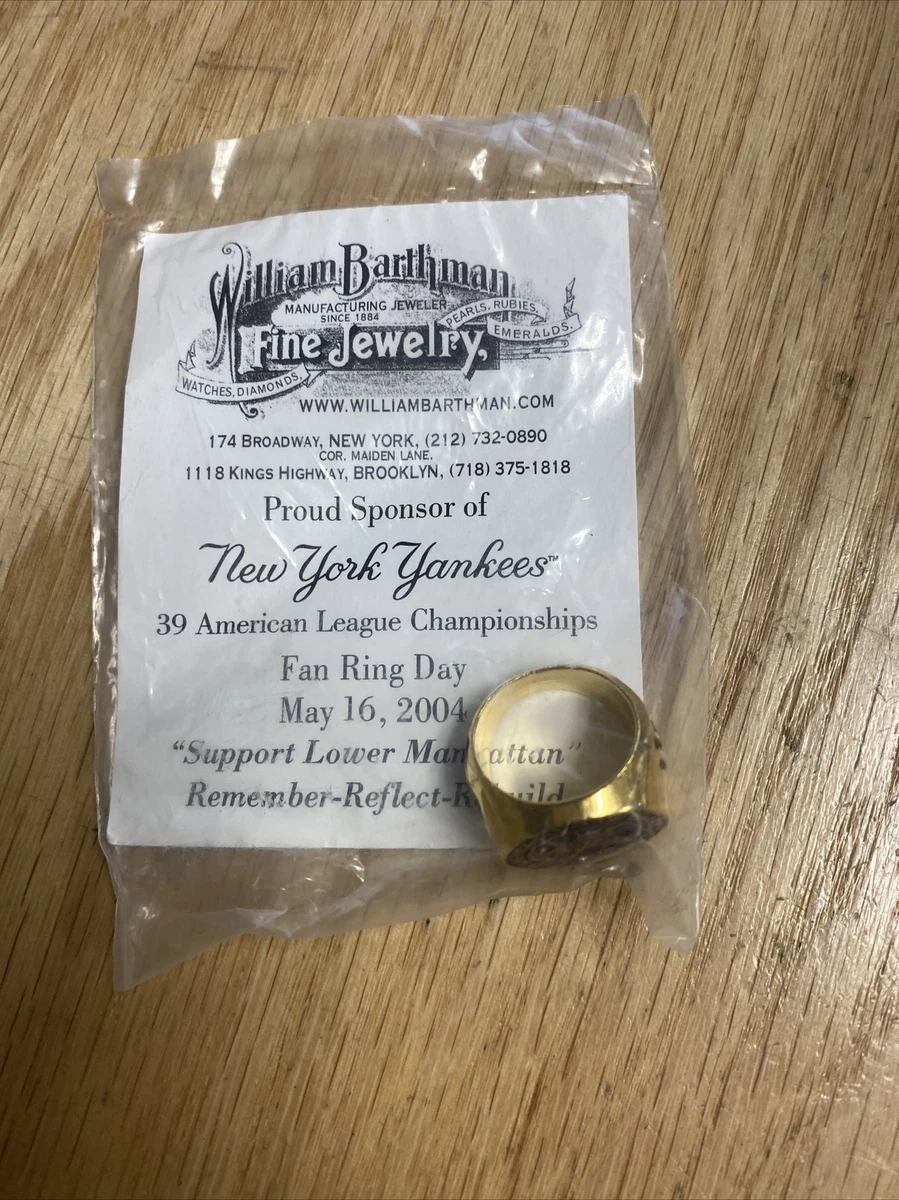 William Barthman
MANUFACTURING JEWELER
SINCE 1884
PEARLS, RUBIES,
EMERALDS.
Fine Jewelry,
WATCHES, DIAMONDS,
WWW.WILLIAMBARTHMAN.COM
174 BROADWAY, NEW YORK, (212) 732-0890
COR. MAIDEN LANE.
1118 KINGS HIGHWAY, BROOKLYN, (718) 375-1818
Proud Sponsor of
New York Yankees™
39 American League Championships
Fan Ring Day
May 16, 2004
"Support Lower Manhattan"
Remember-Reflect-Rebuild